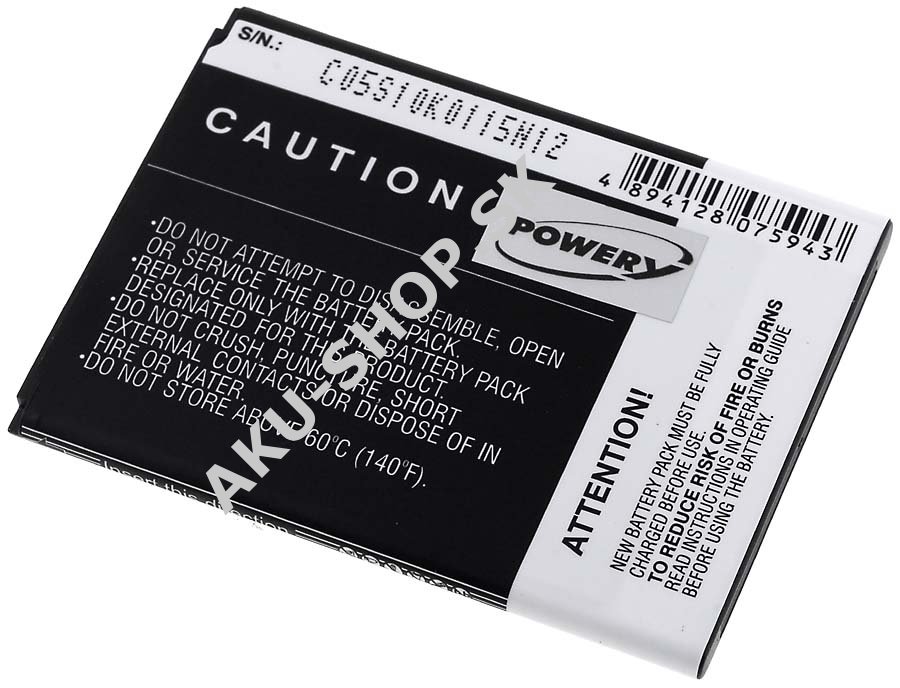 S/N.:
C05S10K0115N12
CAUTION
4 894128 075943
POWERY
•DO NOT ATTEMPT TO DISASSEMBLE, OPEN
OR SERVICE THE BATTERY PACK.
•REPLACE ONLY WITH THE BATTERY PACK
DESIGNATED FOR THE PRODUCT.
•DO NOT CRUSH, PUNCTURE, SHORT
EXTERNAL CONTACTS OR DISPOSE OF IN
FIRE OR WATER.
•DO NOT STORE ABOVE 60°C (140°F).
Insert this direction
ATTENTION!
NEW BATTERY PACK MUST BE FULLY
CHARGED BEFORE USE.
TO REDUCE RISK OF FIRE OR BURNS
READ INSTRUCTIONS IN OPERATING GUIDE
BEFORE USING THE BATTERY.
AKU-SHOP SK